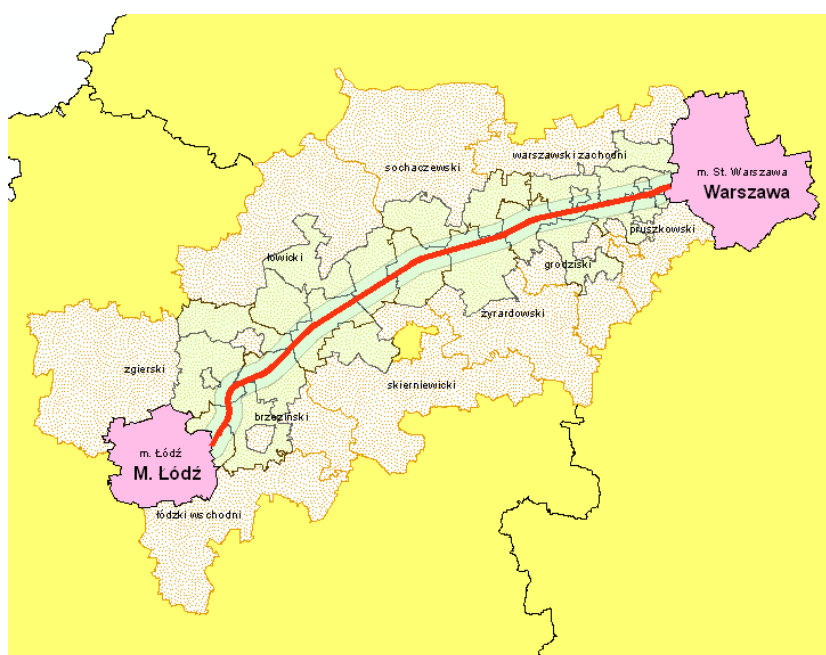 warszawski zachodni
sochaczewski
m. St. Warszawa
Warszawa
pruszkowski
łowicki
grodziski
żyrardowski
zgierski
skierniewicki
brzeziński
m. Łódź
M. Łódź
łódzki wschodni